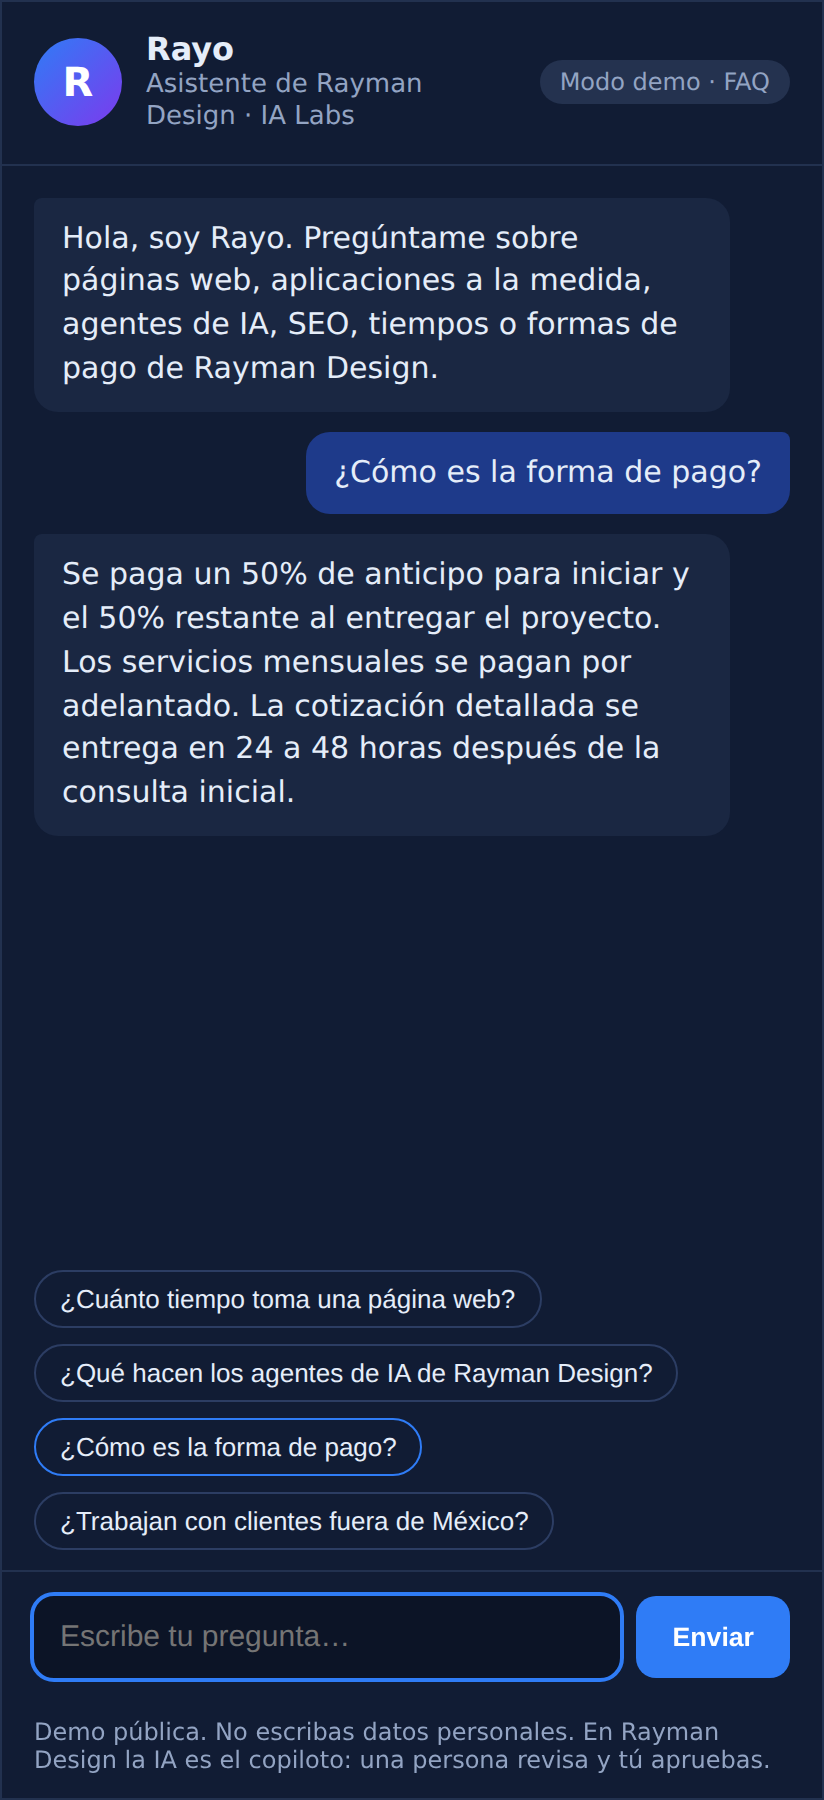 R
Rayo
Asistente de Rayman
Design · IA Labs
Modo demo · FAQ
Hola, soy Rayo. Pregúntame sobre
páginas web, aplicaciones a la medida,
agentes de IA, SEO, tiempos o formas de
pago de Rayman Design.
¿Cómo es la forma de pago?
Se paga un 50% de anticipo para iniciar y
el 50% restante al entregar el proyecto.
Los servicios mensuales se pagan por
adelantado. La cotización detallada se
entrega en 24 a 48 horas después de la
consulta inicial.
¿Cuánto tiempo toma una página web?
¿Qué hacen los agentes de IA de Rayman Design?
¿Cómo es la forma de pago?
¿Trabajan con clientes fuera de México?
Escribe tu pregunta…
Enviar
Demo pública. No escribas datos personales. En Rayman
Design la IA es el copiloto: una persona revisa y tú apruebas.